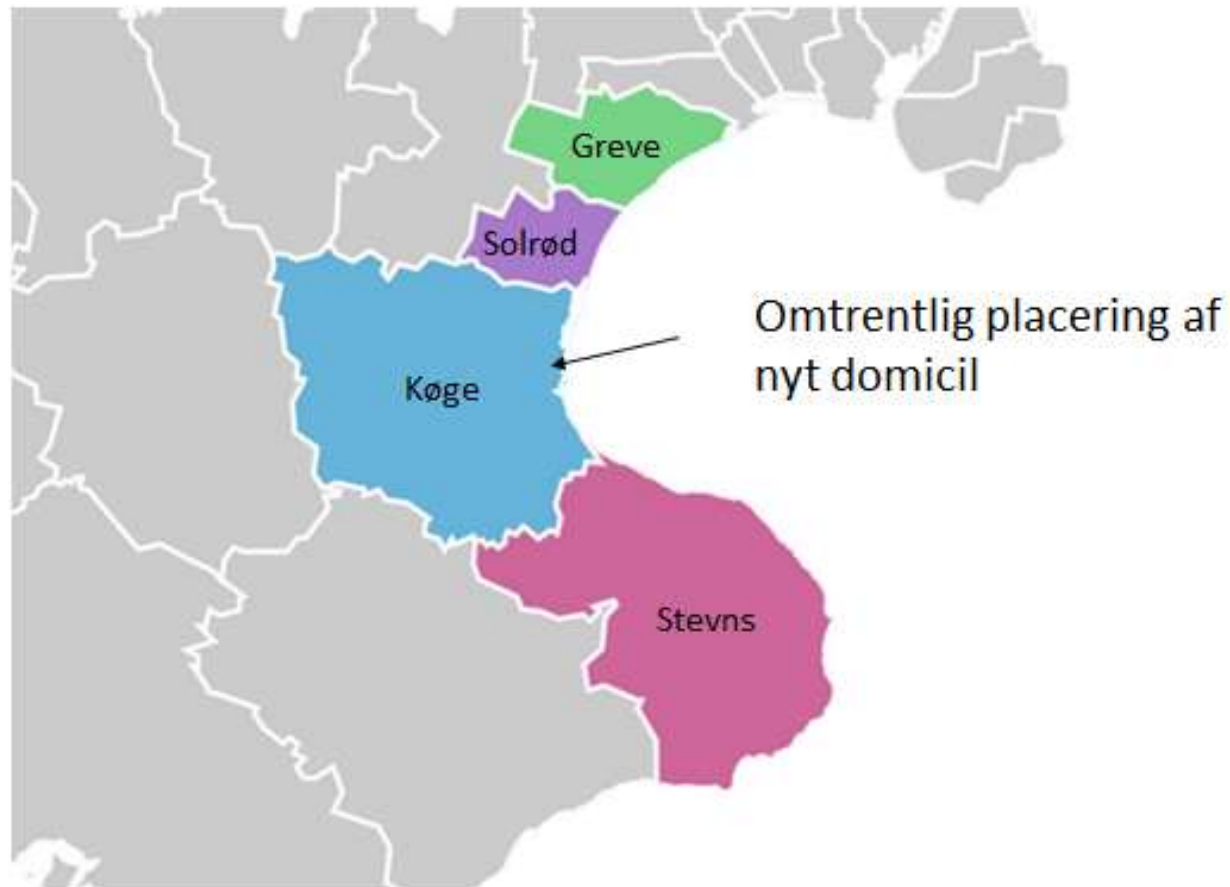 Greve
Solrød
Omtrentlig placering af
nyt domicil
Køge
Stevns